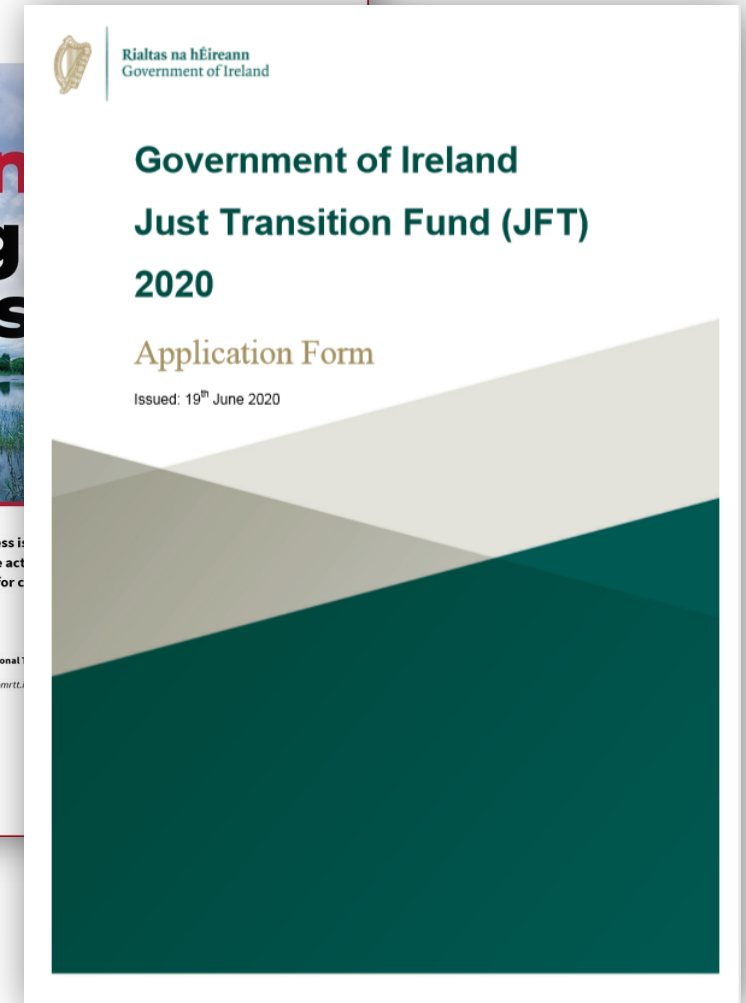 Rialtas na hÉireann
Government of Ireland
Government of Ireland
Just Transition Fund (JFT)
2020
Application Form
Issued: 19th June 2020